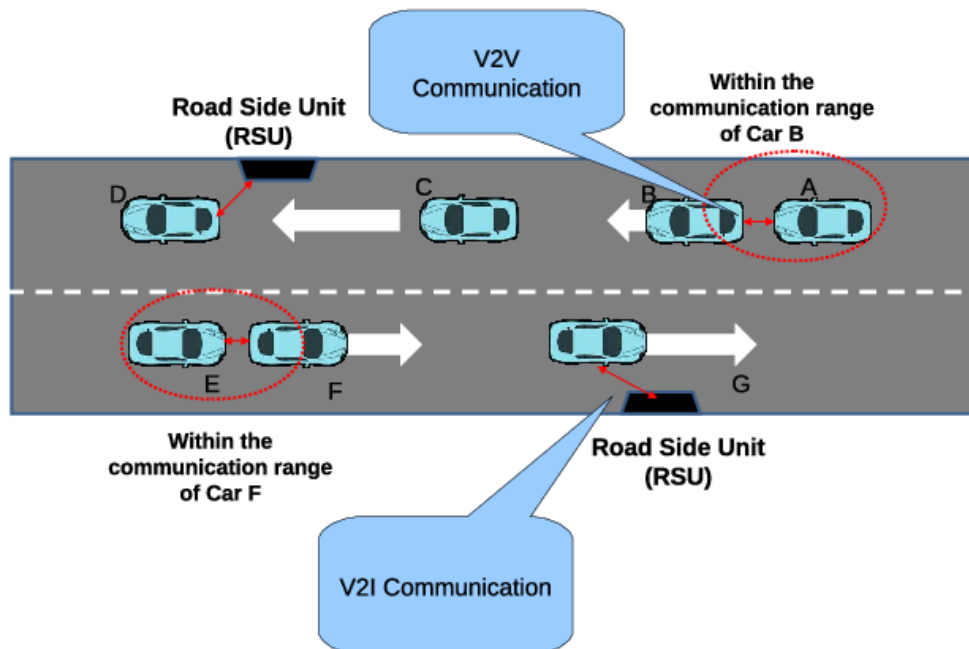 V2V
Communication
Within the
communication range
of Car B
Road Side Unit
(RSU)
D
C
B
A
E
F
G
Within the
communication range
of Car F
Road Side Unit
(RSU)
V2I Communication